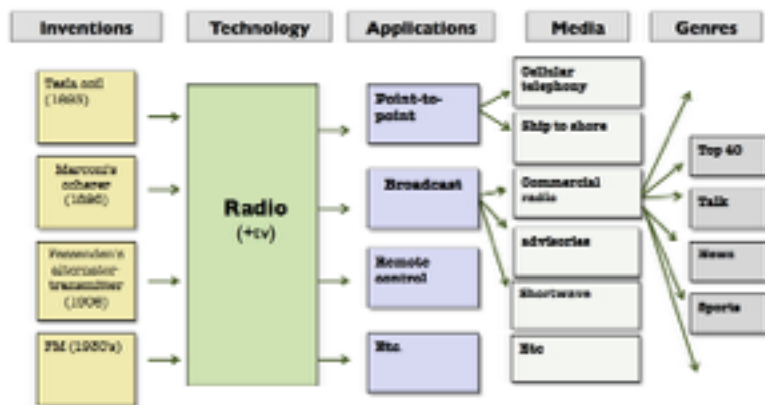 Inventions
Technology
Applications
Media
Genres
Tesla coil
Marconi's
coherer
Fessenden's
alternator-
transmitter
(1906)
FM (1930's)
Radio
(+tv)
Point-to-
point
Broadcast
Remote
control
Etc
Cellular
telephony
Ship to shore
Commercial
radio
advisories
Shortwave
Etc
Top 40
Talk
News
Sports